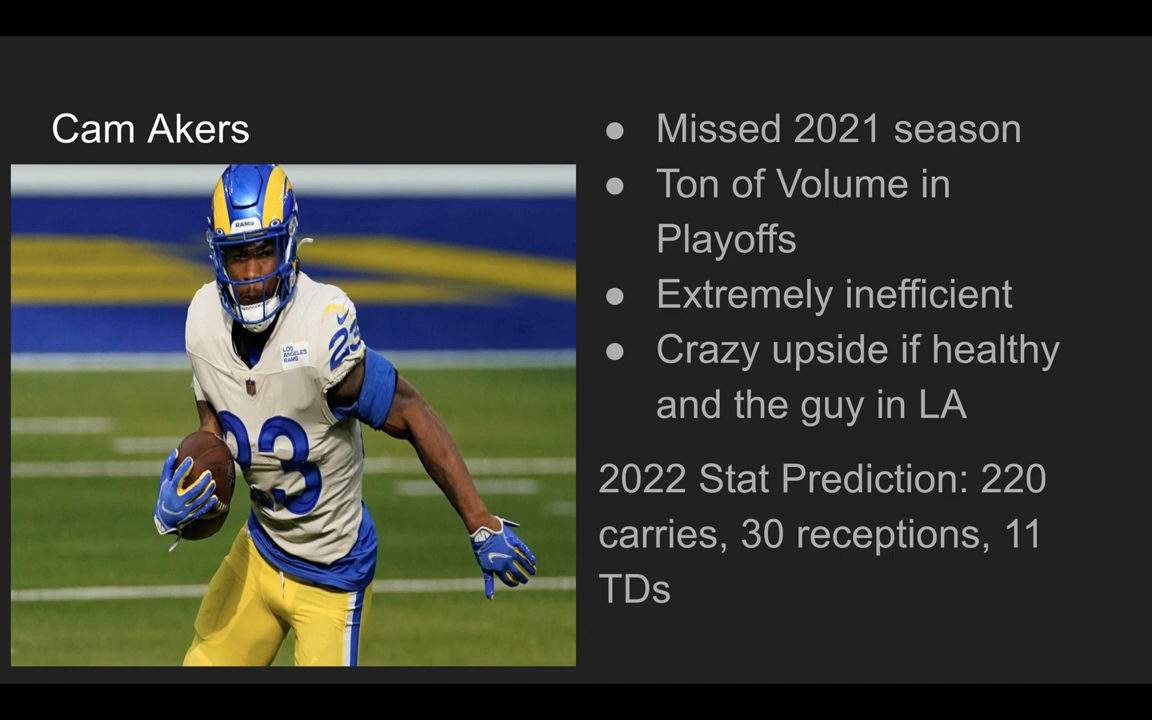 Cam Akers
● Missed 2021 season
● Ton of Volume in
Playoffs
● Extremely inefficient
● Crazy upside if healthy
and the guy in LA
2022 Stat Prediction: 220
carries, 30 receptions, 11
TDs
RAMS
23
LOS
ANGELES
RAMS
23